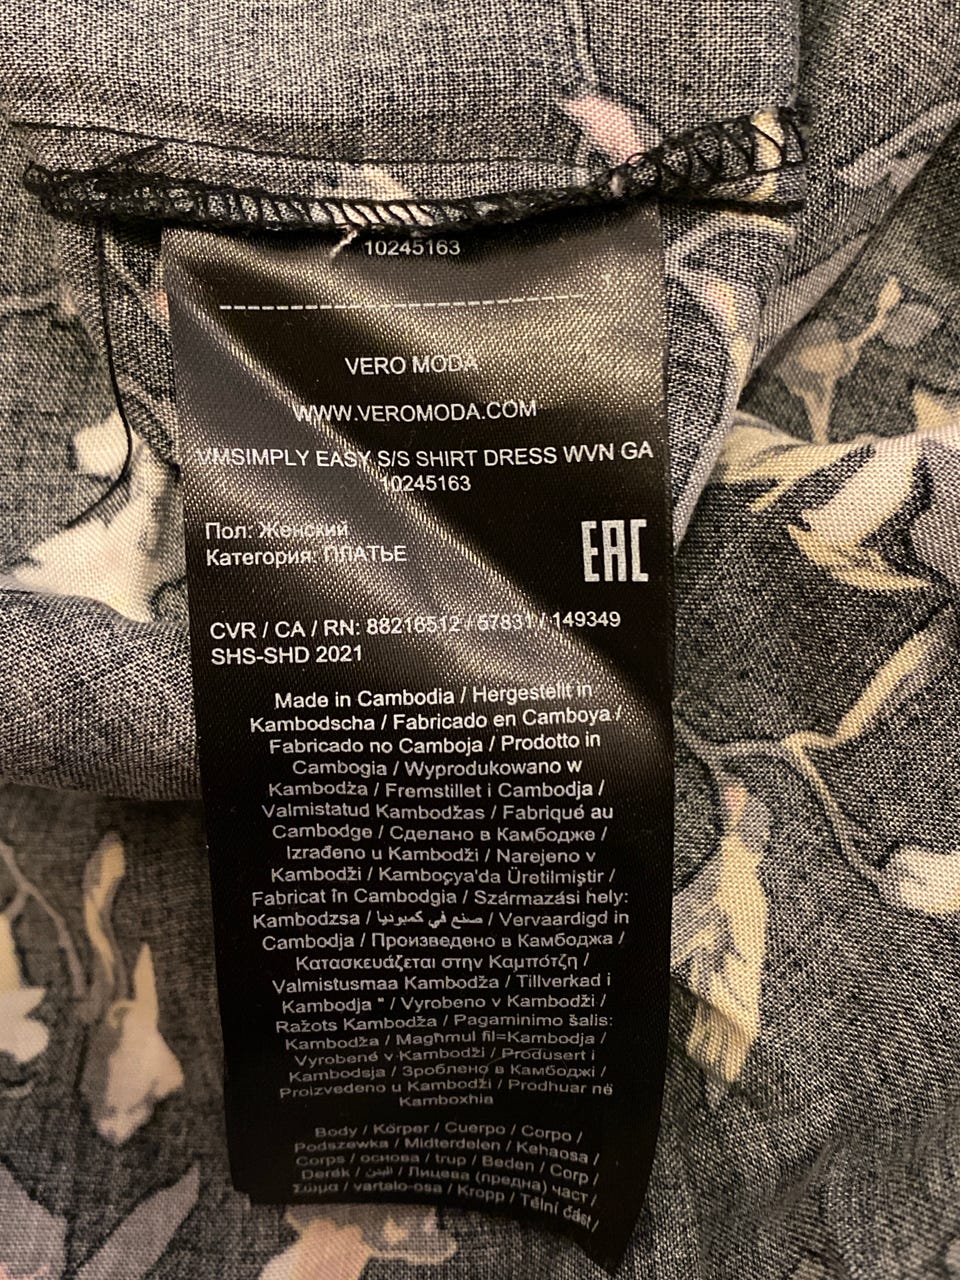 10245163
VERO MODA
WWW.VEROMODA.COM
VMSIMPLY EASY S/S SHIRT DRESS WVN GA
10245163
Пол: Женский
Категория: ПЛАТЬЕ
EAC
CVR / CA / RN: 88216512 / 57831 / 149349
SHS-SHD 2021
Made in Cambodia / Hergestellt in
Kambodscha / Fabricado en Camboya /
Fabricado no Camboja / Prodotto in
Cambogia / Wyprodukowano w
Kambodża / Fremstillet i Cambodja /
Valmistatud Kambodžas / Fabriqué au
Cambodge / Сделано в Камбодже /
Izrađeno u Kambodži / Narejeno v
Kambodži / Kamboçya'da Üretilmiştir /
Fabricat în Cambodgia / Származási hely:
Kambodzsa / صنع في كمبوديا / Vervaardigd in
Cambodja / Произведено в Камбоджа /
Κατασκευάζεται στην Καμπότζη /
Valmistusmaa Kambodža / Tillverkad i
Kambodja " / Vyrobeno v Kambodži /
Ražots Kambodža / Pagaminimo šalis:
Kambodža / Magħmul fil=Kambodja /
Vyrobené v Kambodži / Produsert i
Kambodsja / Зроблено в Камбоджі /
Proizvedeno u Kambodži / Prodhuar në
Kamboxhia
Body / Körper / Cuerpo / Corpo /
Podszewka / Midterdelen / Kehaosa /
Corps / основа / trup / Beden / Corp /
Derék / البدن / Лицева (предна) част /
Σώμα / vartalo-osa / Kropp / Tělní část /